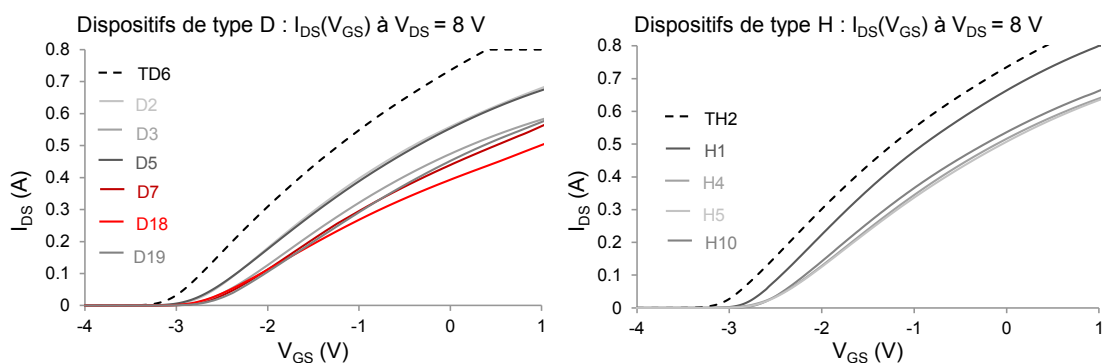 Dispositifs de type D : IDS(VGS) à VDS = 8 V
0.8
0.7
0.6
0.5
0.4
0.3
0.2
0.1
0
IDS (A)
TD6
D2
D3
D5
D7
D18
D19
-4 -3 -2 -1 0 1
VGS (V)
Dispositifs de type H : IDS(VGS) à VDS = 8 V
0.8
0.7
0.6
0.5
0.4
0.3
0.2
0.1
0
IDS (A)
TH2
H1
H4
H5
H10
-4 -3 -2 -1 0 1
VGS (V)